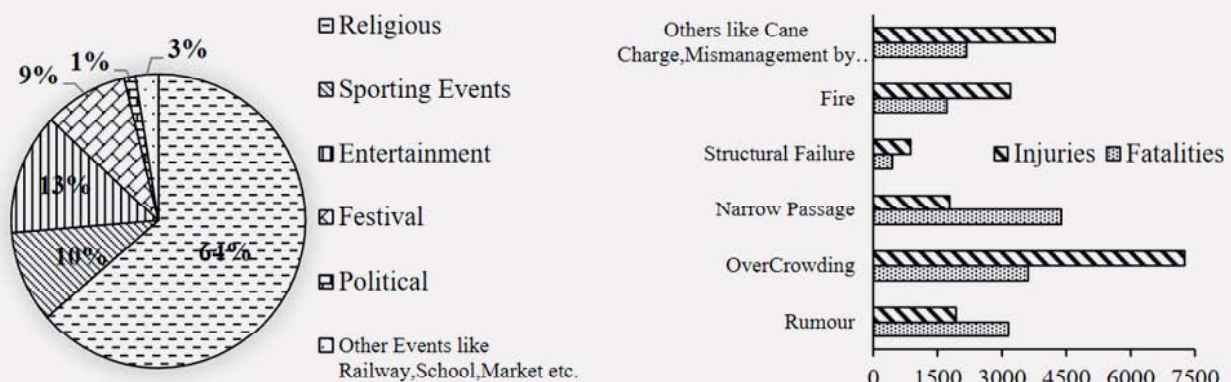 3%
1%
9%
13%
10%
64%
Religious
Sporting Events
Entertainment
Festival
Political
Other Events like
Railway,School,Market etc.
Others like Cane
Charge,Mismanagement by..
Fire
Structural Failure
Narrow Passage
OverCrowding
Rumour
Injuries
Fatalities
0 1500 3000 4500 6000 7500